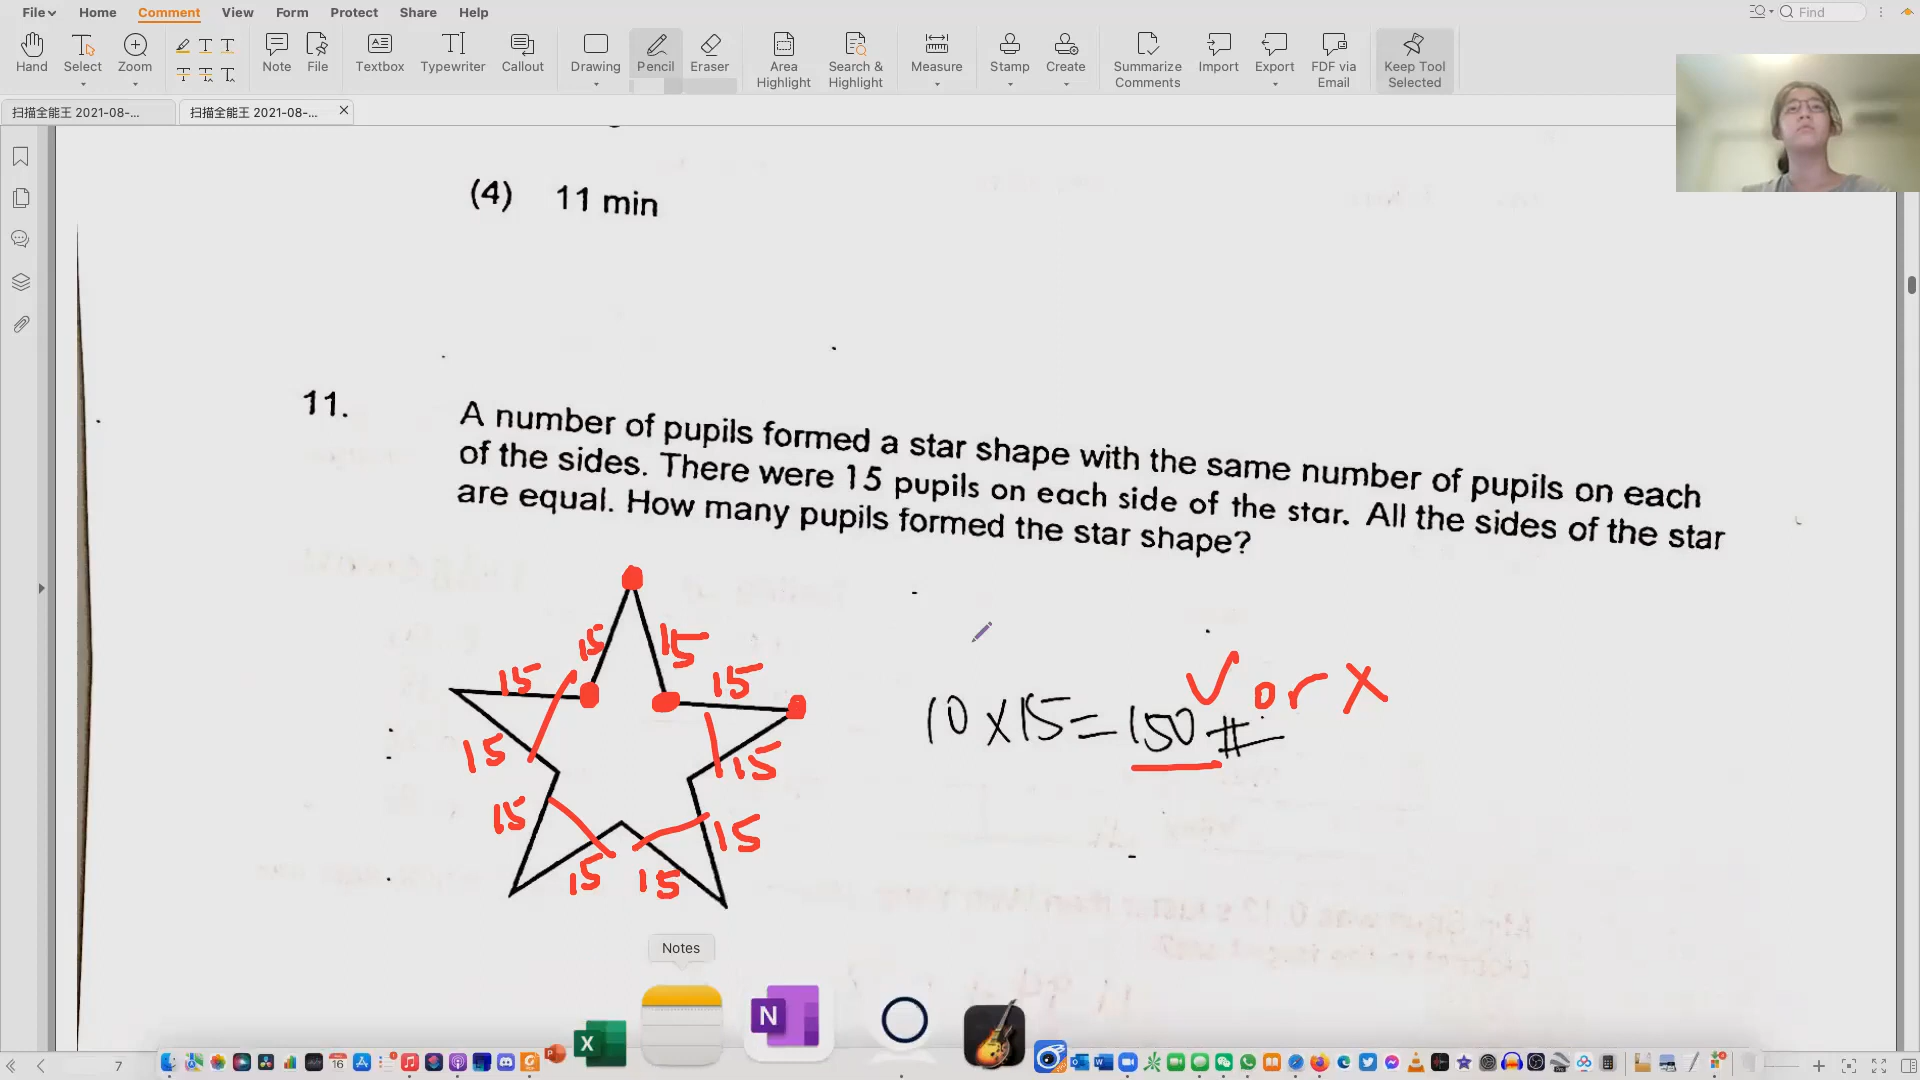 File Home Comment View Form Protect Share Help Find
Hand Select Zoom Note File Textbox Typewriter Callout Drawing Pencil Eraser Area Highlight Search & Highlight Measure Stamp Create Summarize Comments Import Export FDF via Email Keep Tool Selected
扫描全能王 2021-08-... 扫描全能王 2021-08-...
(4) 11 min
11. A number of pupils formed a star shape with the same number of pupils on each
of the sides. There were 15 pupils on each side of the star. All the sides of the star
are equal. How many pupils formed the star shape?
15 15
15 15
15 15
15 15
15 15
✓ or X
10 x 15 = 150 #
Notes
N
X
16
7